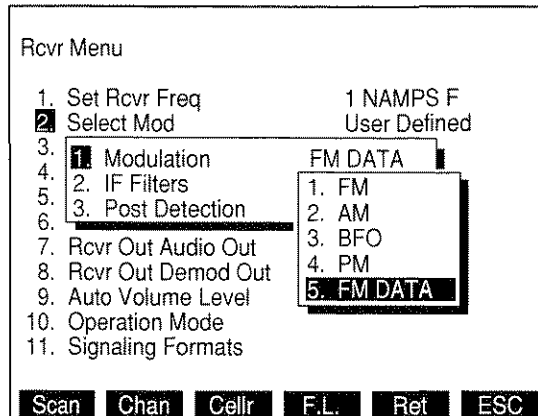 Rcvr Menu
1. Set Rcvr Freq 1 NAMPS F
2. Select Mod User Defined
3.
4.
5.
6.
1. Modulation FM DATA
2. IF Filters
3. Post Detection
1. FM
2. AM
3. BFO
4. PM
5. FM DATA
7. Rcvr Out Audio Out
8. Rcvr Out Demod Out
9. Auto Volume Level
10. Operation Mode
11. Signaling Formats
Scan Chan Cellr F.L. Ret ESC